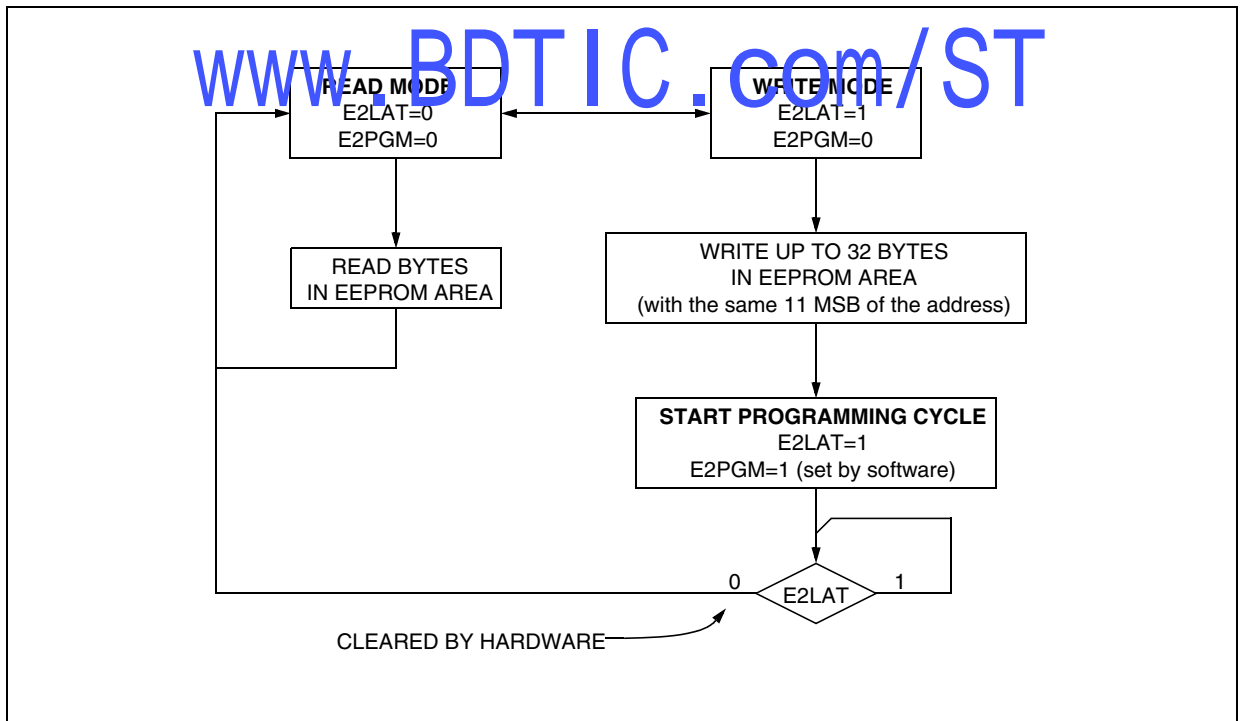 www.BDTIC.com/ST
READ MODE
E2LAT=0
E2PGM=0
WRITE MODE
E2LAT=1
E2PGM=0
READ BYTES
IN EEPROM AREA
WRITE UP TO 32 BYTES
IN EEPROM AREA
(with the same 11 MSB of the address)
START PROGRAMMING CYCLE
E2LAT=1
E2PGM=1 (set by software)
0
E2LAT
1
CLEARED BY HARDWARE